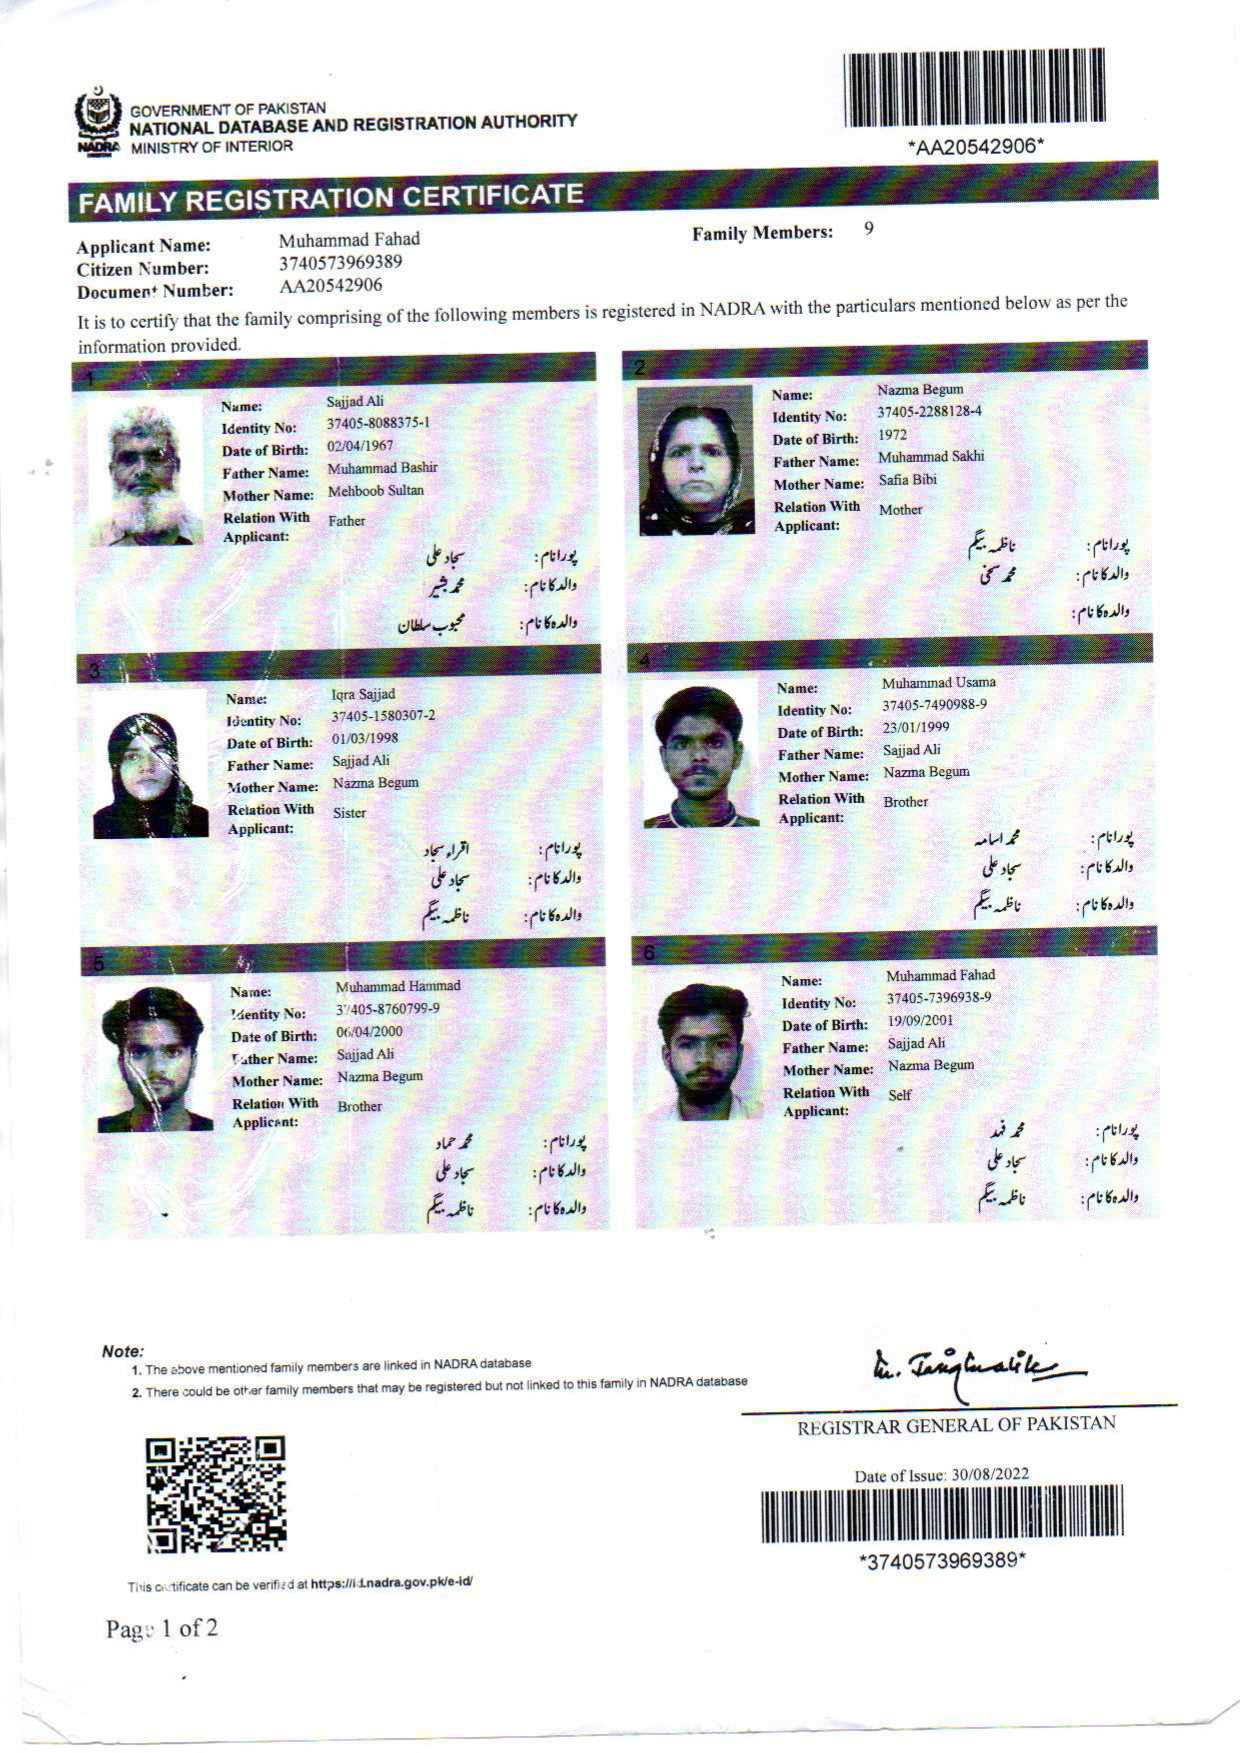 GOVERNMENT OF PAKISTAN
NATIONAL DATABASE AND REGISTRATION AUTHORITY
NADRA MINISTRY OF INTERIOR
*AA20542906*
FAMILY REGISTRATION CERTIFICATE
Applicant Name: Muhammad Fahad
Family Members: 9
Citizen Number: 3740573969389
Document Number: AA20542906
It is to certify that the family comprising of the following members is registered in NADRA with the particulars mentioned below as per the
information provided.
1
Name: Sajjad Ali
Identity No: 37405-8088375-1
Date of Birth: 02/04/1967
Father Name: Muhammad Bashir
Mother Name: Mehboob Sultan
Relation With Father
Applicant:
پورا نام: سجاد علی
والد کا نام: محمد بشیر
والدہ کا نام: محبوب سلطان
2
Name: Nazma Begum
Identity No: 37405-2288128-4
Date of Birth: 1972
Father Name: Muhammad Sakhi
Mother Name: Safia Bibi
Relation With Mother
Applicant:
پورا نام: ناظمہ بیگم
والد کا نام: محمد سخی
والدہ کا نام:
3
Name: Iqra Sajjad
Identity No: 37405-1580307-2
Date of Birth: 01/03/1998
Father Name: Sajjad Ali
Mother Name: Nazma Begum
Relation With Sister
Applicant:
پورا نام: اقراء سجاد
والد کا نام: سجاد علی
والدہ کا نام: ناظمہ بیگم
4
Name: Muhammad Usama
Identity No: 37405-7490988-9
Date of Birth: 23/01/1999
Father Name: Sajjad Ali
Mother Name: Nazma Begum
Relation With Brother
Applicant:
پورا نام: محمد اسامہ
والد کا نام: سجاد علی
والدہ کا نام: ناظمہ بیگم
5
Name: Muhammad Hammad
Identity No: 37405-8760799-9
Date of Birth: 06/04/2000
Father Name: Sajjad Ali
Mother Name: Nazma Begum
Relation With Brother
Applicant:
پورا نام: محمد حماد
والد کا نام: سجاد علی
والدہ کا نام: ناظمہ بیگم
6
Name: Muhammad Fahad
Identity No: 37405-7396938-9
Date of Birth: 19/09/2001
Father Name: Sajjad Ali
Mother Name: Nazma Begum
Relation With Self
Applicant:
پورا نام: محمد فہد
والد کا نام: سجاد علی
والدہ کا نام: ناظمہ بیگم
Note:
1. The above mentioned family members are linked in NADRA database
2. There could be other family members that may be registered but not linked to this family in NADRA database
REGISTRAR GENERAL OF PAKISTAN
Date of Issue: 30/08/2022
*3740573969389*
This certificate can be verified at https://id.nadra.gov.pk/e-id/
Page 1 of 2